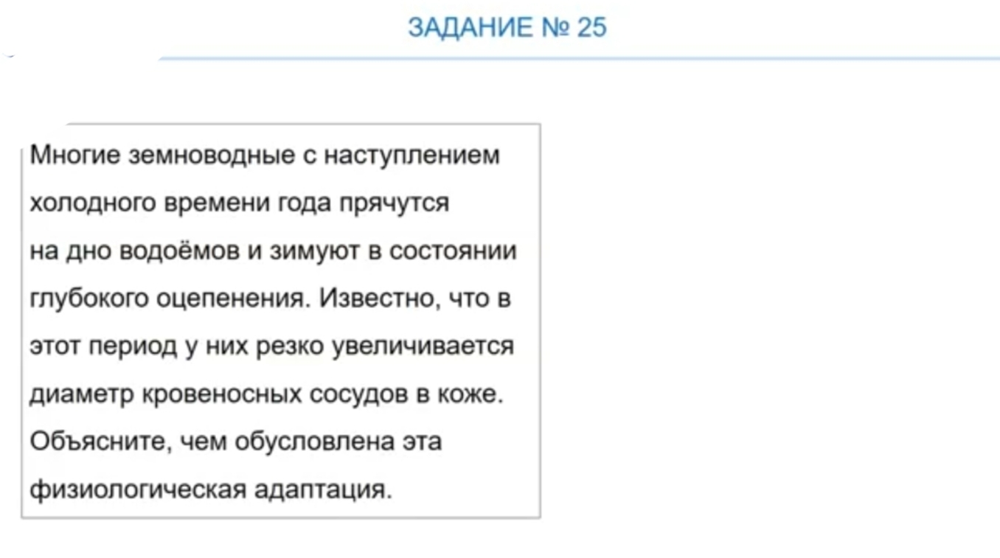 ЗАДАНИЕ № 25
Многие земноводные с наступлением
холодного времени года прячутся
на дно водоёмов и зимуют в состоянии
глубокого оцепенения. Известно, что в
этот период у них резко увеличивается
диаметр кровеносных сосудов в коже.
Объясните, чем обусловлена эта
физиологическая адаптация.